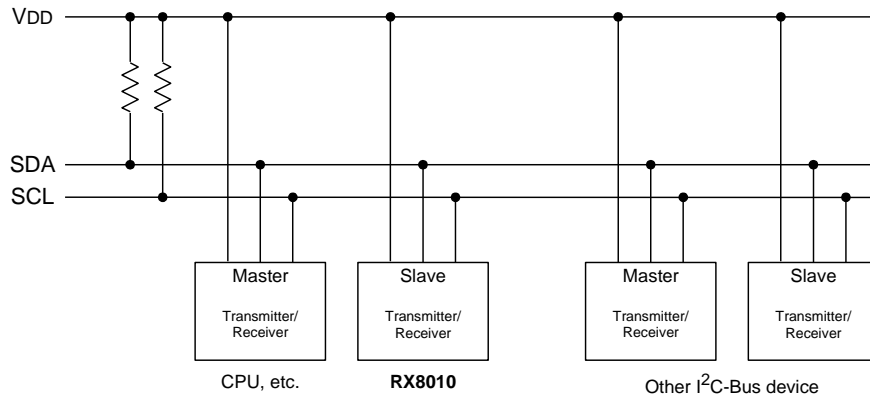 VDD
SDA
SCL
Master
Transmitter/
Receiver
Slave
Transmitter/
Receiver
Master
Transmitter/
Receiver
Slave
Transmitter/
Receiver
CPU, etc.
RX8010
Other I²C-Bus device